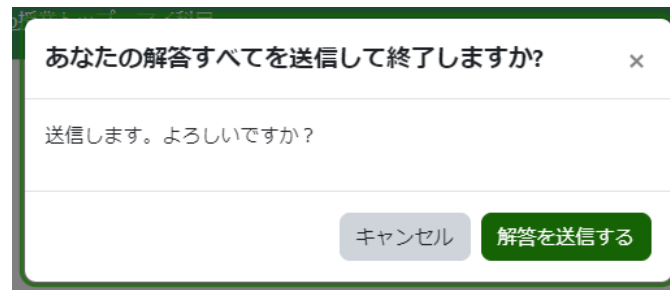 あなたの解答すべてを送信して終了しますか?
×
送信します。よろしいですか？
キャンセル 解答を送信する